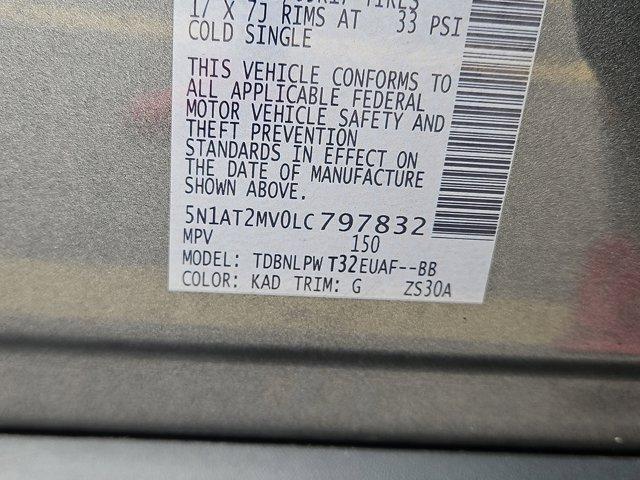 17 X 7J RIMS AT 33 PSI
COLD SINGLE
THIS VEHICLE CONFORMS TO
ALL APPLICABLE FEDERAL
MOTOR VEHICLE SAFETY AND
THEFT PREVENTION
STANDARDS IN EFFECT ON
THE DATE OF MANUFACTURE
SHOWN ABOVE.
5N1AT2MV0LC797832
MPV 150
MODEL: TDBNLPW T32EUAF--BB
COLOR: KAD TRIM: G ZS30A